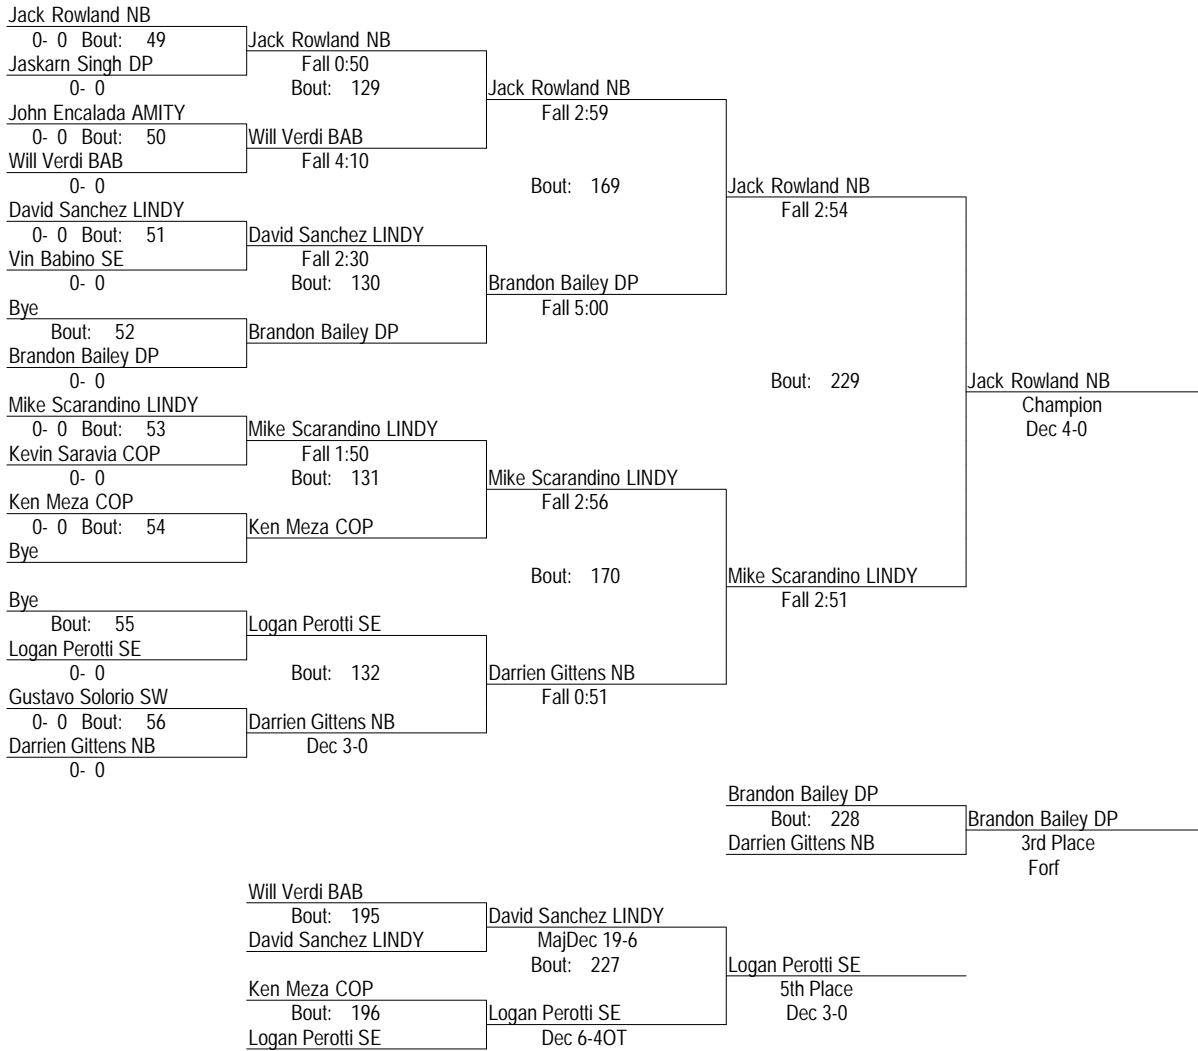 Jack Rowland NB
0- 0 Bout: 49
Jaskarn Singh DP
0- 0
John Encalada AMITY
0- 0 Bout: 50
Will Verdi BAB
0- 0
David Sanchez LINDY
0- 0 Bout: 51
Vin Babino SE
0- 0
Bye
Bout: 52
Brandon Bailey DP
0- 0
Mike Scarandino LINDY
0- 0 Bout: 53
Kevin Saravia COP
0- 0
Ken Meza COP
0- 0 Bout: 54
Bye
Bye
Bout: 55
Logan Perotti SE
0- 0
Gustavo Solorio SW
0- 0 Bout: 56
Darrien Gittens NB
0- 0
Jack Rowland NB
Fall 0:50
Bout: 129
Will Verdi BAB
Fall 4:10
David Sanchez LINDY
Fall 2:30
Bout: 130
Brandon Bailey DP
Mike Scarandino LINDY
Fall 1:50
Bout: 131
Ken Meza COP
Logan Perotti SE
Bout: 132
Darrien Gittens NB
Dec 3-0
Jack Rowland NB
Fall 2:59
Bout: 169
Brandon Bailey DP
Fall 5:00
Mike Scarandino LINDY
Fall 2:56
Bout: 170
Darrien Gittens NB
Fall 0:51
Jack Rowland NB
Fall 2:54
Bout: 229
Mike Scarandino LINDY
Fall 2:51
Jack Rowland NB
Champion
Dec 4-0
Brandon Bailey DP
Bout: 228
Darrien Gittens NB
Brandon Bailey DP
3rd Place
Forf
Will Verdi BAB
Bout: 195
David Sanchez LINDY
Ken Meza COP
Bout: 196
Logan Perotti SE
David Sanchez LINDY
MajDec 19-6
Bout: 227
Logan Perotti SE
Dec 6-4OT
Logan Perotti SE
5th Place
Dec 3-0